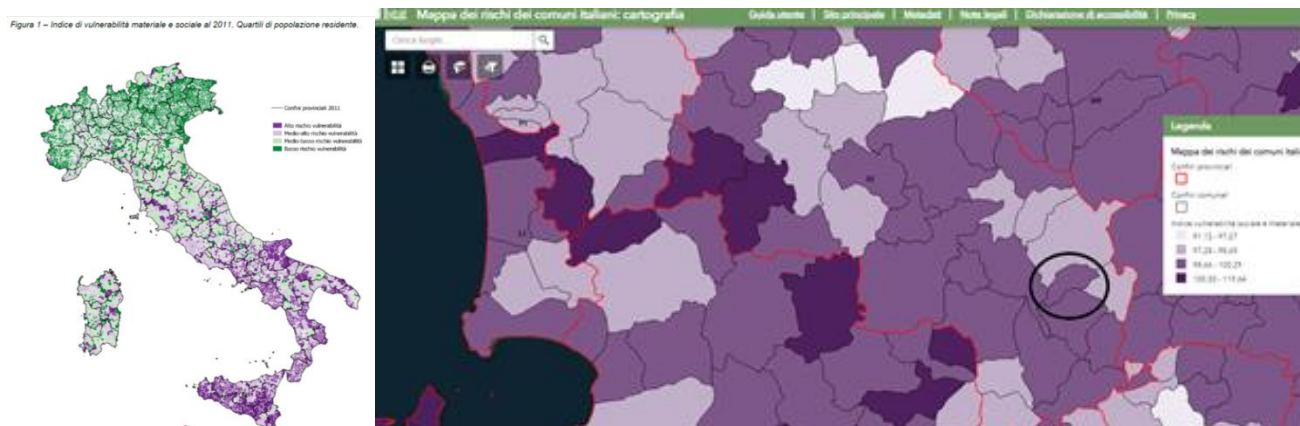 Figura 1 – Indice di vulnerabilità materiale e sociale al 2011. Quartili di popolazione residente.
Confini provinciali 2011
Alto rischio vulnerabilità
Medio-alto rischio vulnerabilità
Medio-basso rischio vulnerabilità
Basso rischio vulnerabilità
Mappa dei rischi dei comuni italiani: cartografia
Guida utente | Sito principale | Metadati | Note legali | Dichiarazione di accessibilità | Privacy
Cerca luoghi
Legenda
Mappa dei rischi dei comuni itali
Confini provinciali
Confini comunali
Indice vulnerabilità sociale e materiale